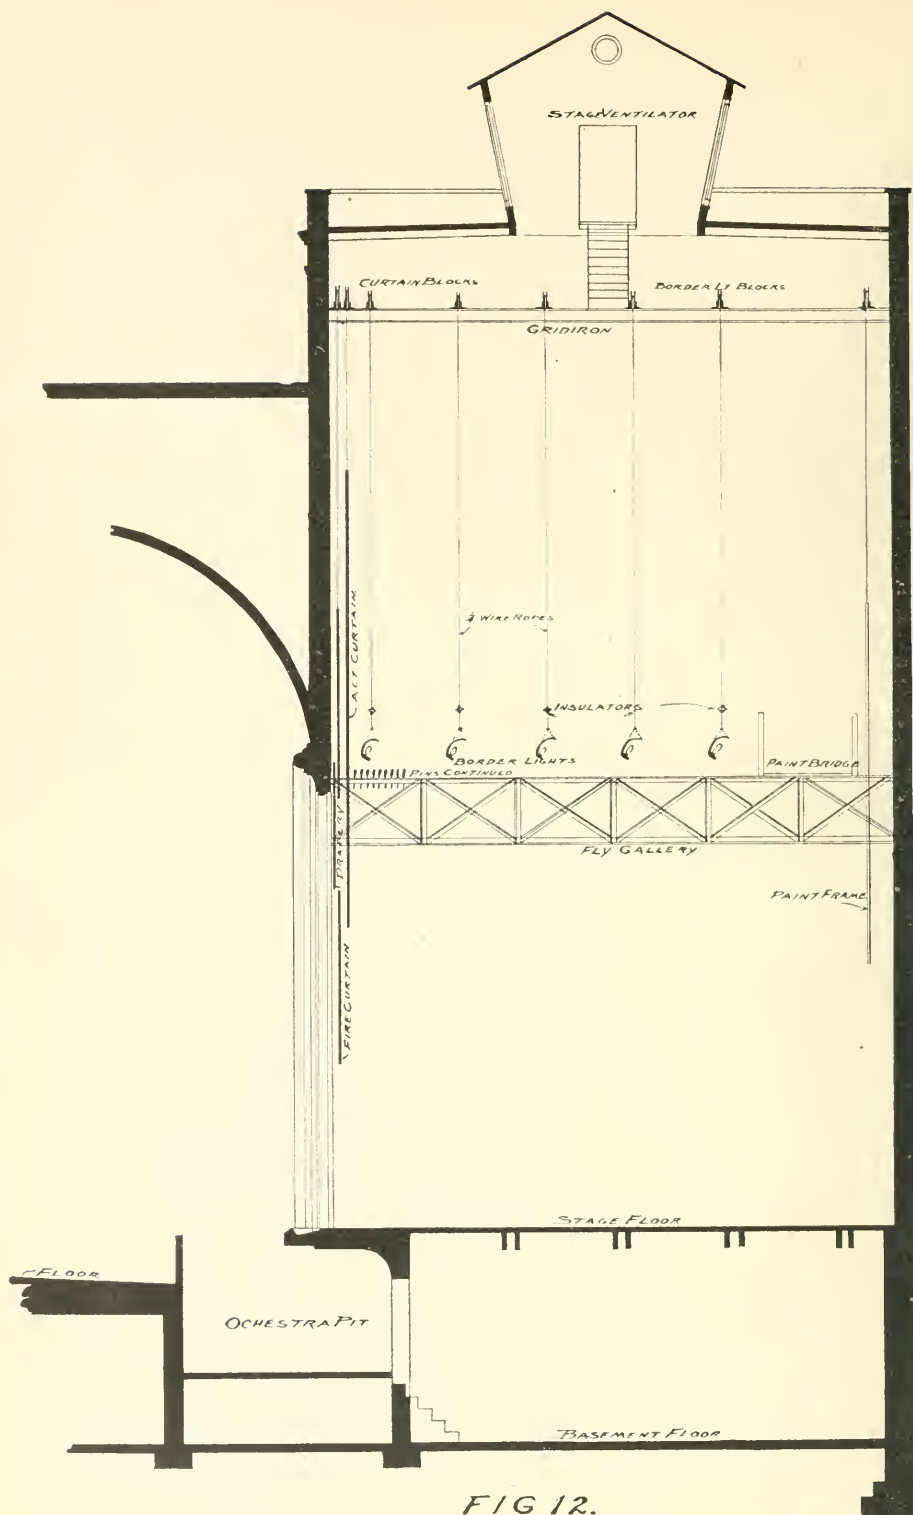 STAGE VENTILATOR
CURTAIN BLOCKS
BORDER LT BLOCKS
GRIDIRON
ACT CURTAIN
WIRE ROPES
INSULATORS
BORDER LIGHTS
PINS CONTINUED
PAINT BRIDGE
DRAPERY
FLY GALLERY
PAINT FRAME
FIRE CURTAIN
STAGE FLOOR
FLOOR
OCHESTRA PIT
BASEMENT FLOOR
FIG 12.